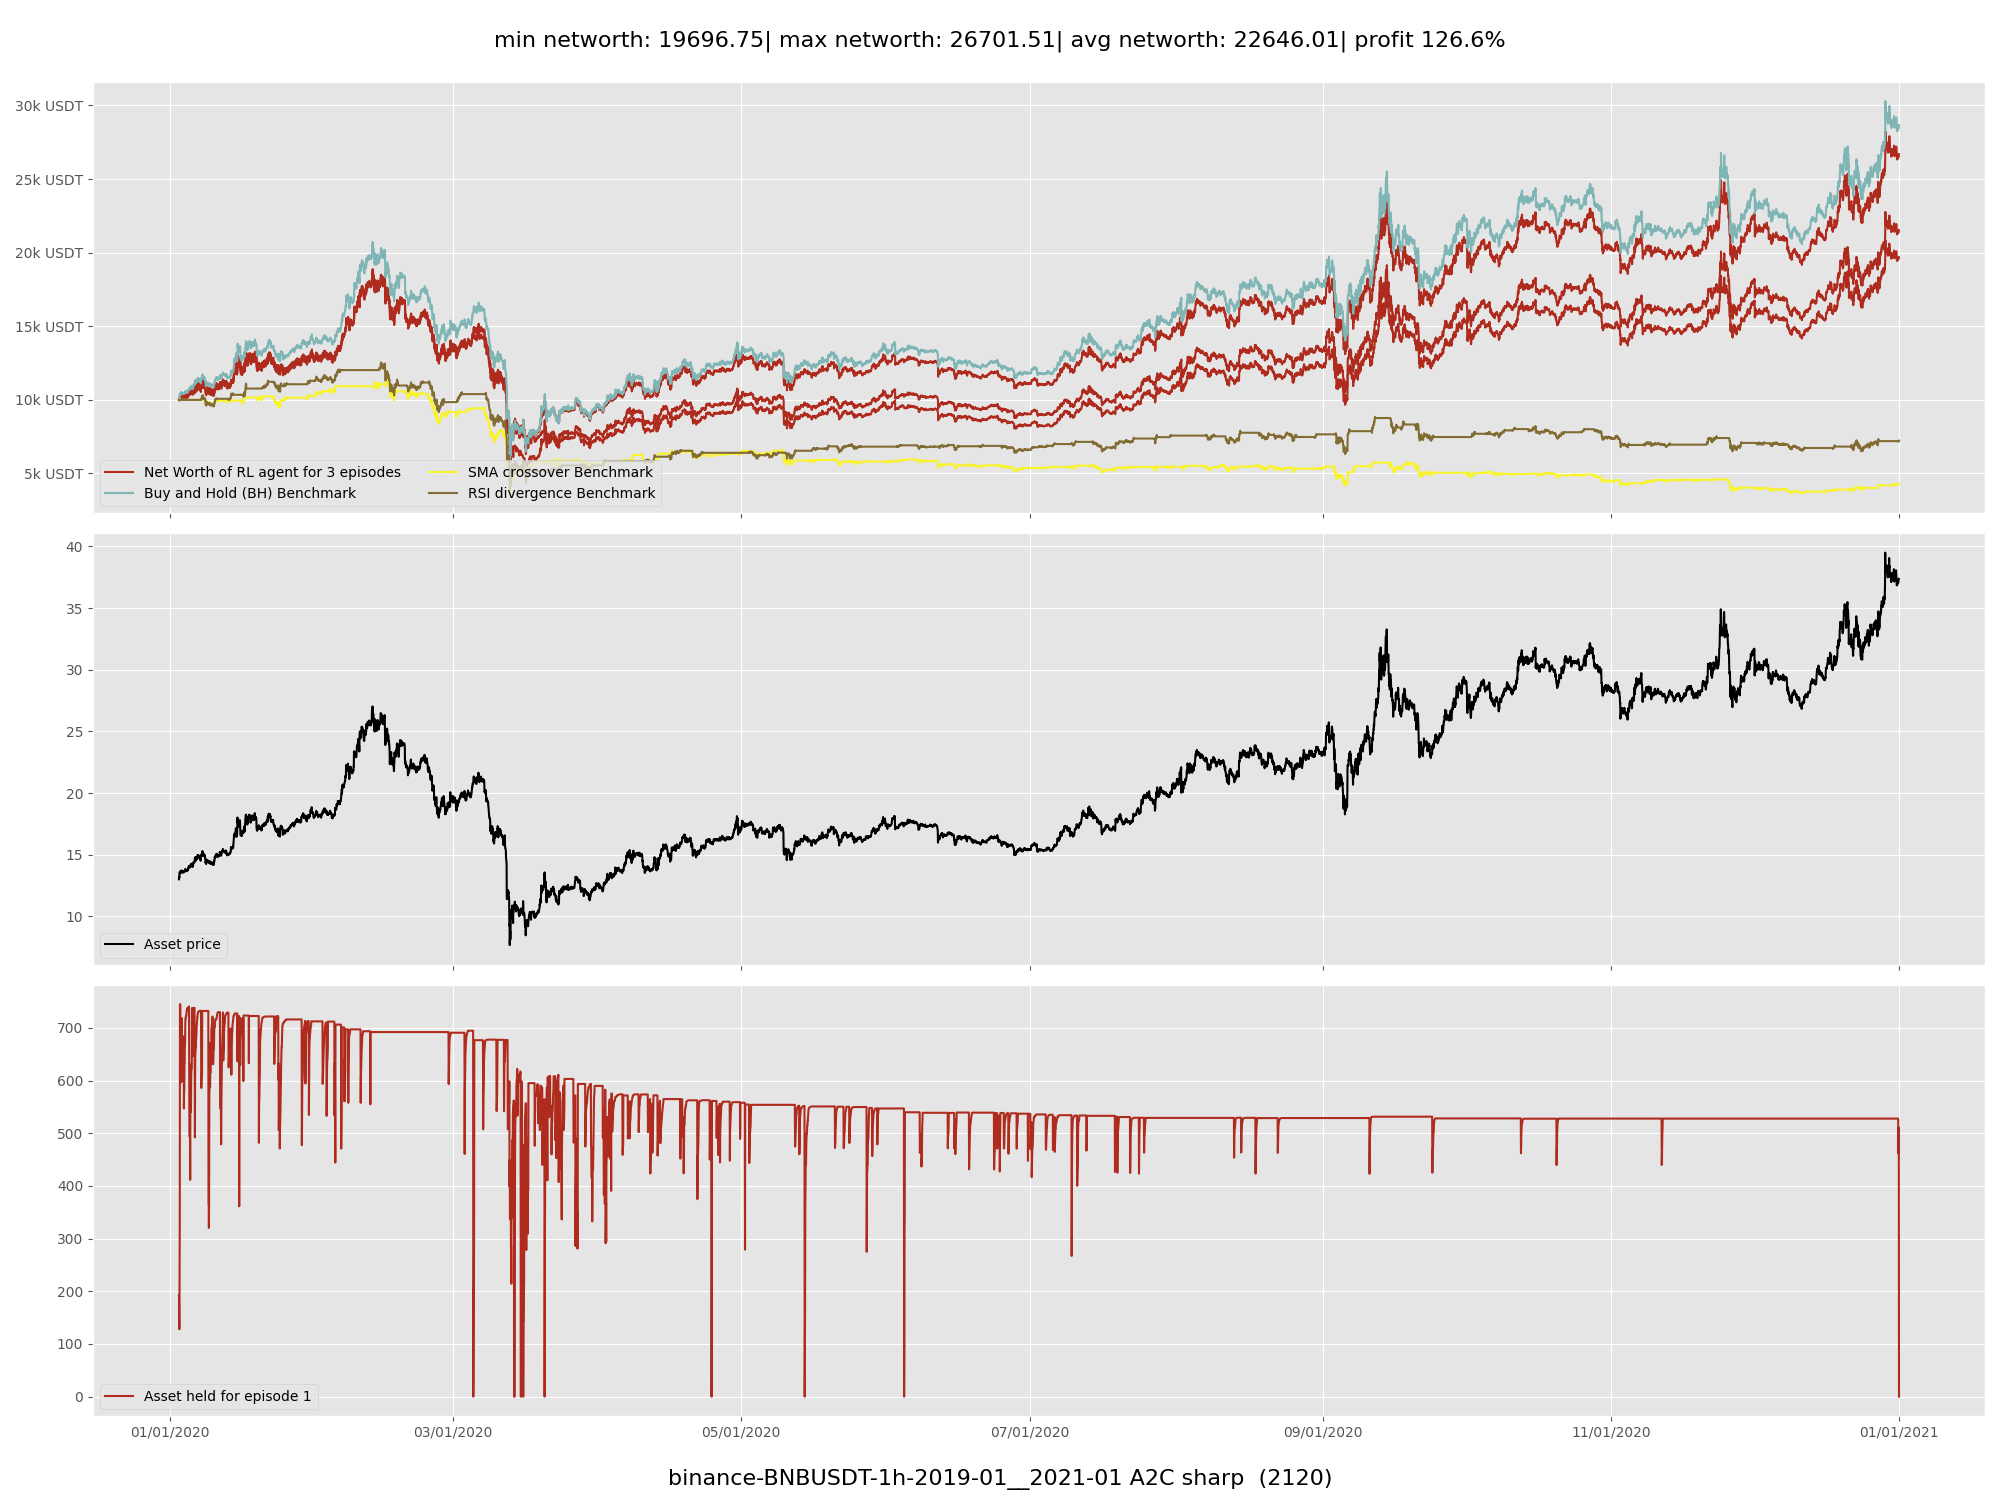 min networth: 19696.75| max networth: 26701.51| avg networth: 22646.01| profit 126.6%
30k USDT
25k USDT
20k USDT
15k USDT
10k USDT
5k USDT
Net Worth of RL agent for 3 episodes
Buy and Hold (BH) Benchmark
SMA crossover Benchmark
RSI divergence Benchmark
40
35
30
25
20
15
10
Asset price
700
600
500
400
300
200
100
0
Asset held for episode 1
01/01/2020 03/01/2020 05/01/2020 07/01/2020 09/01/2020 11/01/2020 01/01/2021
binance-BNBUSDT-1h-2019-01__2021-01 A2C sharp (2120)